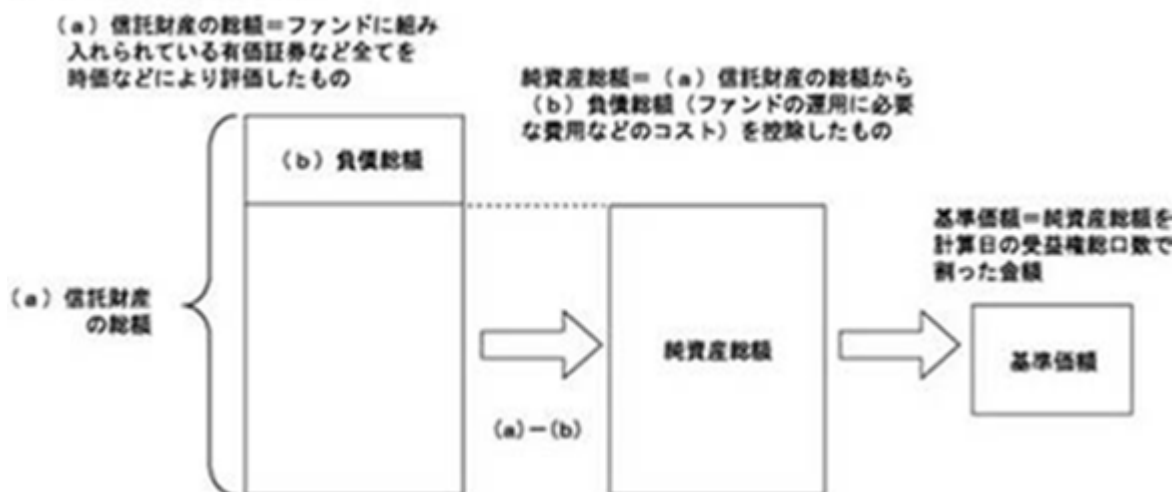 (a) 信託財産の総額＝ファンドに組み
入れられている有価証券など全てを
時価などにより評価したもの
純資産総額＝(a) 信託財産の総額から
(b) 負債総額（ファンドの運用に必要
な費用などのコスト）を控除したもの
(b) 負債総額
基準価額＝純資産総額を
計算日の受益権総口数で
割った金額
(a) 信託財産
の総額
純資産総額
基準価額
(a)－(b)